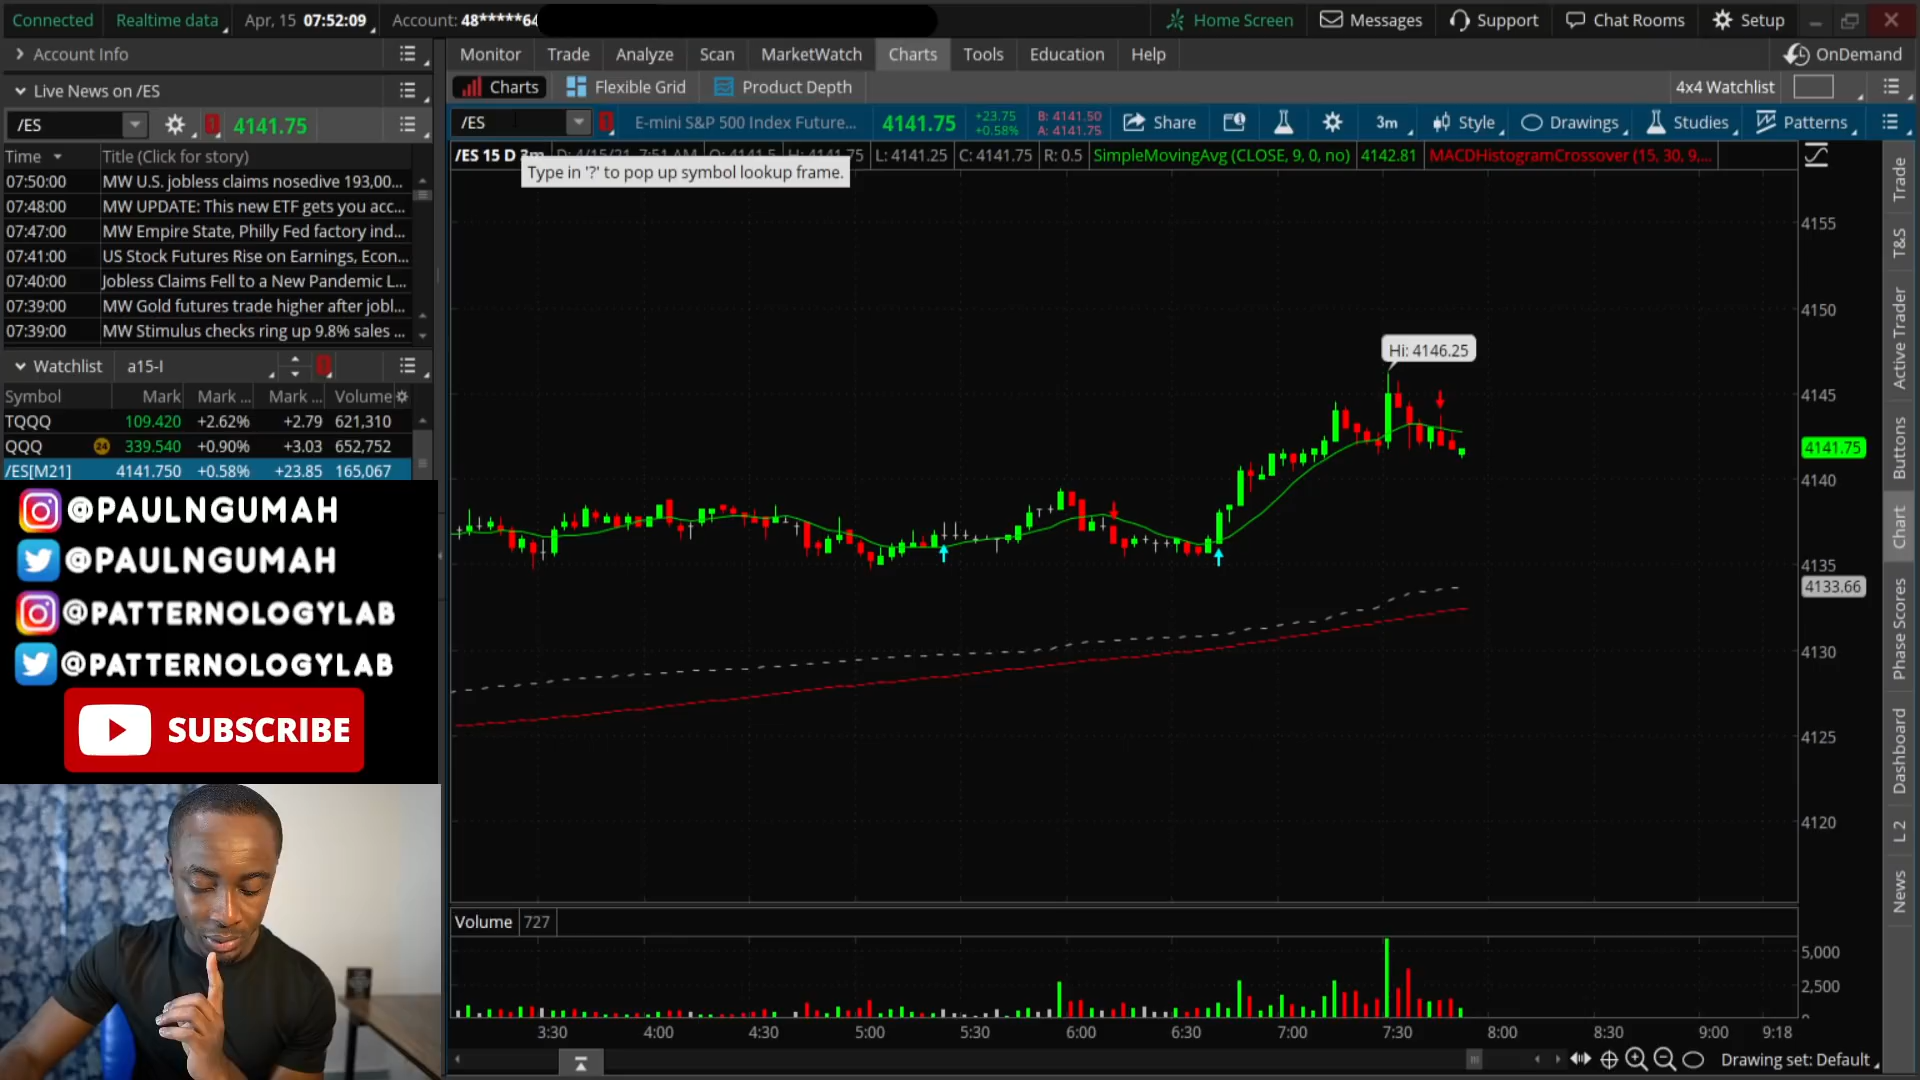 Connected Realtime data Apr, 15 07:52:09 Account: 48*****64 Home Screen Messages Support Chat Rooms Setup
Account Info
Monitor Trade Analyze Scan MarketWatch Charts Tools Education Help OnDemand
Live News on /ES
Charts Flexible Grid Product Depth 4x4 Watchlist
/ES 4141.75
/ES E-mini S&P 500 Index Future... 4141.75 +23.75 +0.58% B: 4141.50 A: 4141.75 Share 3m Style Drawings Studies Patterns
/ES 15 D 3m D: 4/15/21, 7:51 AM O: 4141.5 H: 4141.75 L: 4141.25 C: 4141.75 R: 0.5 SimpleMovingAvg (CLOSE, 9, 0, no) 4142.81 MACDHistogramCrossover (15, 30, 9,...
Type in '?' to pop up symbol lookup frame.
Time Title (Click for story)
07:50:00 MW U.S. jobless claims nosedive 193,00...
07:48:00 MW UPDATE: This new ETF gets you acc...
07:47:00 MW Empire State, Philly Fed factory ind...
07:41:00 US Stock Futures Rise on Earnings, Econ...
07:40:00 Jobless Claims Fell to a New Pandemic L...
07:39:00 MW Gold futures trade higher after jobl...
07:39:00 MW Stimulus checks ring up 9.8% sales ...
Watchlist a15-I
Symbol Mark Mark ... Mark ... Volume
TQQQ 109.420 +2.62% +2.79 621,310
QQQ 24 339.540 +0.90% +3.03 652,752
/ES[M21] 4141.750 +0.58% +23.85 165,067
@PAULNGUMAH
@PAULNGUMAH
@PATTERNOLOGYLAB
@PATTERNOLOGYLAB
SUBSCRIBE
Hi: 4146.25
4155
4150
4145
4141.75
4140
4135
4133.66
4130
4125
4120
Volume 727
5,000
2,500
0
3:30 4:00 4:30 5:00 5:30 6:00 6:30 7:00 7:30 8:00 8:30 9:00 9:18
Drawing set: Default
Trade
T&S
Active Trader
Buttons
Chart
Phase Scores
Dashboard
L 2
News